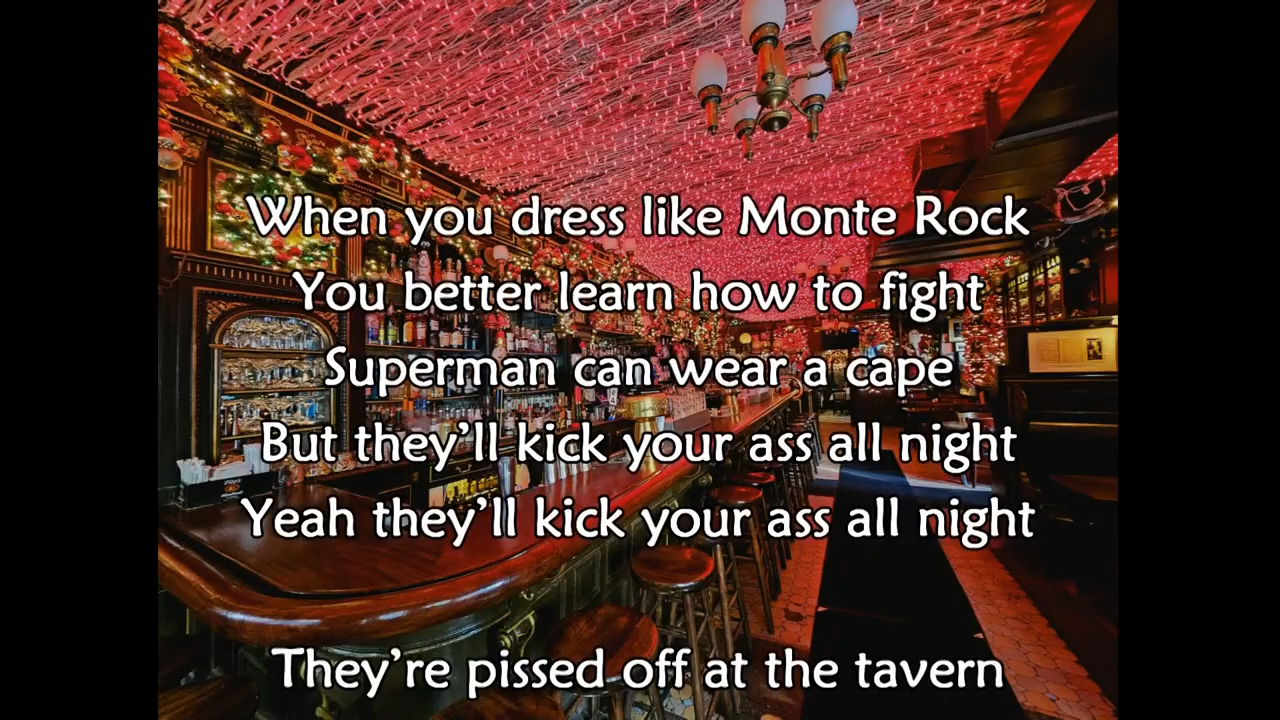 When you dress like Monte Rock
You better learn how to fight
Superman can wear a cape
But they'll kick your ass all night
Yeah they'll kick your ass all night
They're pissed off at the tavern